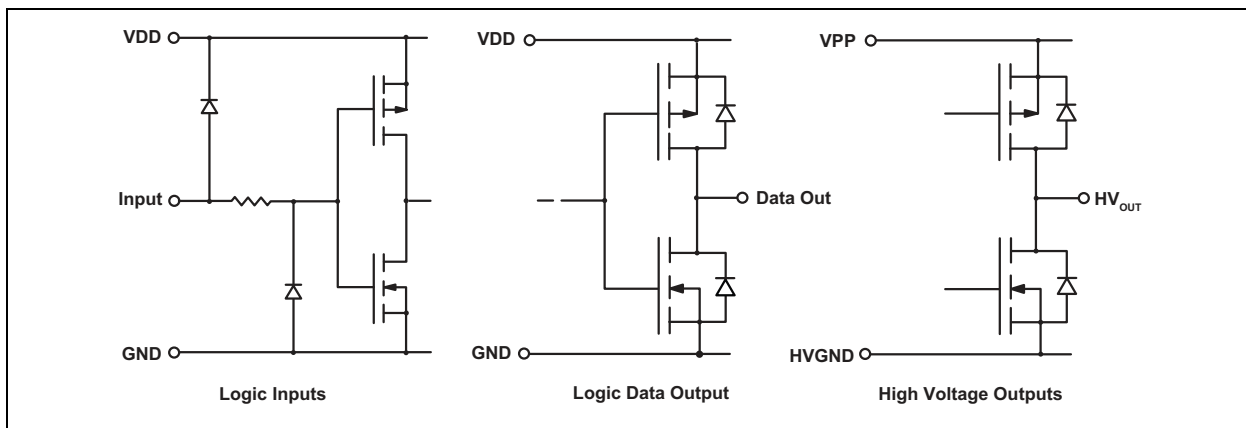 VDD
Input
GND
Logic Inputs
VDD
Data Out
GND
Logic Data Output
VPP
HVOUT
HVGND
High Voltage Outputs